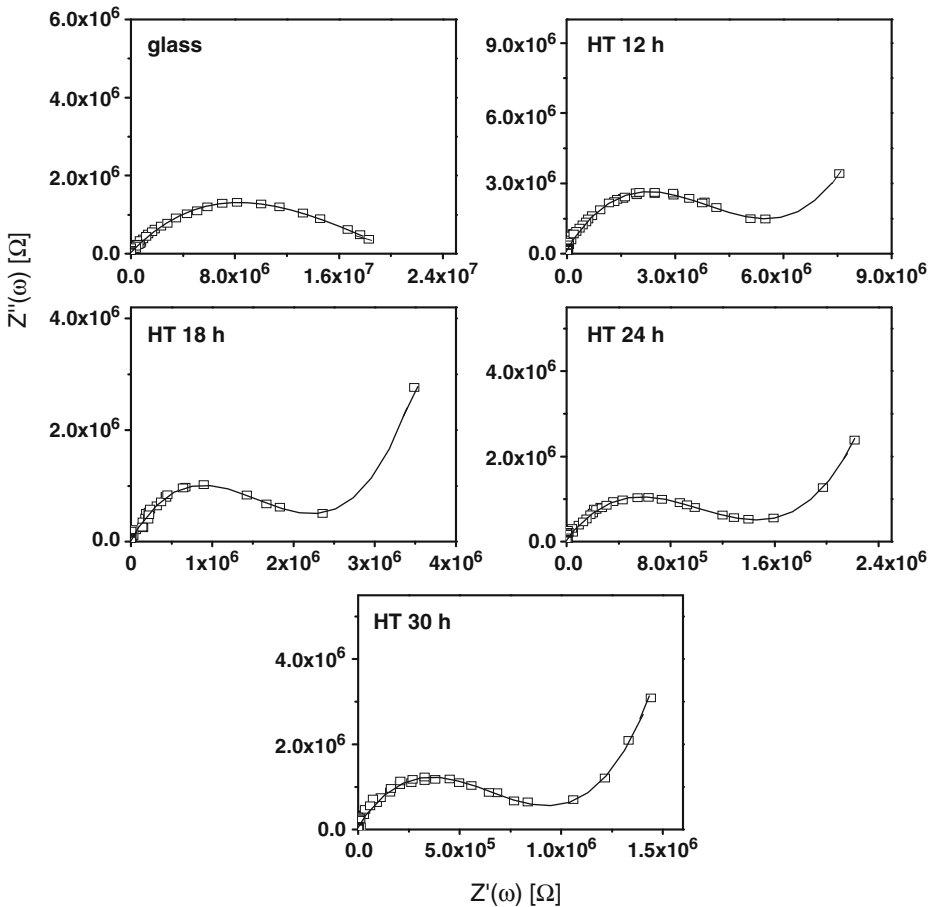 glass
6.0x10⁶
4.0x10⁶
2.0x10⁶
0.0
0.0 8.0x10⁶ 1.6x10⁷ 2.4x10⁷
HT 12 h
9.0x10⁶
6.0x10⁶
3.0x10⁶
0.0
0.0 3.0x10⁶ 6.0x10⁶ 9.0x10⁶
Z''(ω) [Ω]
HT 18 h
4.0x10⁶
2.0x10⁶
0.0
0 1x10⁶ 2x10⁶ 3x10⁶ 4x10⁶
HT 24 h
4.0x10⁶
2.0x10⁶
0.0
0.0 8.0x10⁵ 1.6x10⁶ 2.4x10⁶
HT 30 h
4.0x10⁶
2.0x10⁶
0.0
0.0 5.0x10⁵ 1.0x10⁶ 1.5x10⁶
Z'(ω) [Ω]